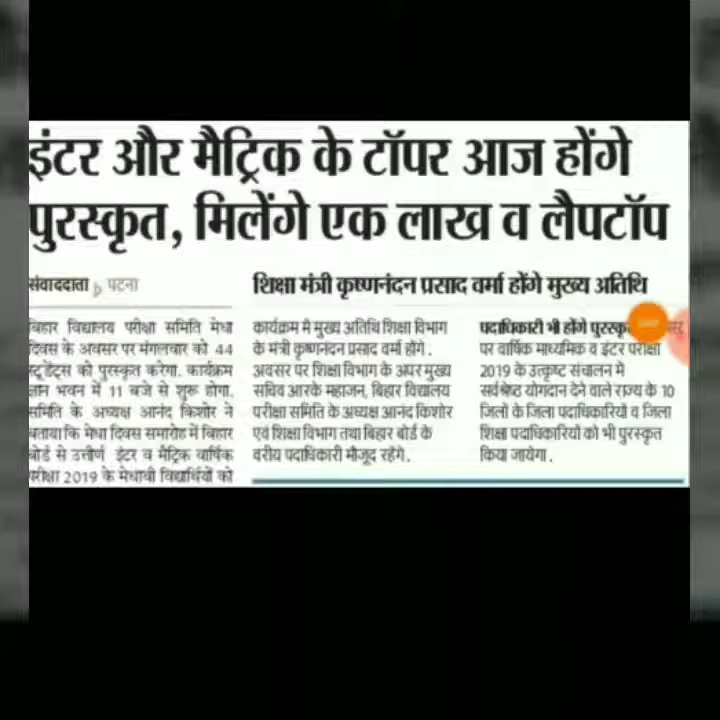 इंटर और मैट्रिक के टॉपर आज होंगे
पुरस्कृत, मिलेंगे एक लाख व लैपटॉप
संवाददाता पटना
बिहार विद्यालय परीक्षा समिति मेधा
दिवस के अवसर पर मंगलवार को 44
स्टूडेंट्स को पुरस्कृत करेगा. कार्यक्रम
ज्ञान भवन में 11 बजे से शुरू होगा.
समिति के अध्यक्ष आनंद किशोर ने
बताया कि मेधा दिवस समारोह में बिहार
बोर्ड से उत्तीर्ण इंटर व मैट्रिक वार्षिक
परीक्षा 2019 के मेधावी विद्यार्थियों को
शिक्षा मंत्री कृष्णनंदन प्रसाद वर्मा होंगे मुख्य अतिथि
कार्यक्रम में मुख्य अतिथि शिक्षा विभाग
के मंत्री कृष्णनंदन प्रसाद वर्मा होंगे.
अवसर पर शिक्षा विभाग के अपर मुख्य
सचिव आरके महाजन, बिहार विद्यालय
परीक्षा समिति के अध्यक्ष आनंद किशोर
एवं शिक्षा विभाग तथा बिहार बोर्ड के
वरीय पदाधिकारी मौजूद रहेंगे.
पदाधिकारी भी होंगे
पर वार्षिक माध्यमिक व इंटर परीक्षा
2019 के उत्कृष्ट संचालन में
सर्वश्रेष्ठ योगदान देने वाले राज्य के 10
जिलों के जिला पदाधिकारियों व जिला
शिक्षा पदाधिकारियों को भी पुरस्कृत
किया जायेगा.